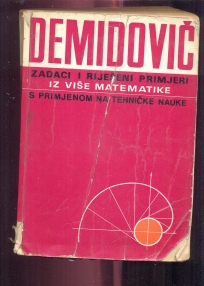 DEMIDOVIČ
ZADACI I RIJEŠENI PRIMJERI
IZ VIŠE MATEMATIKE
S PRIMJENOM NA TEHNIČKE NAUKE